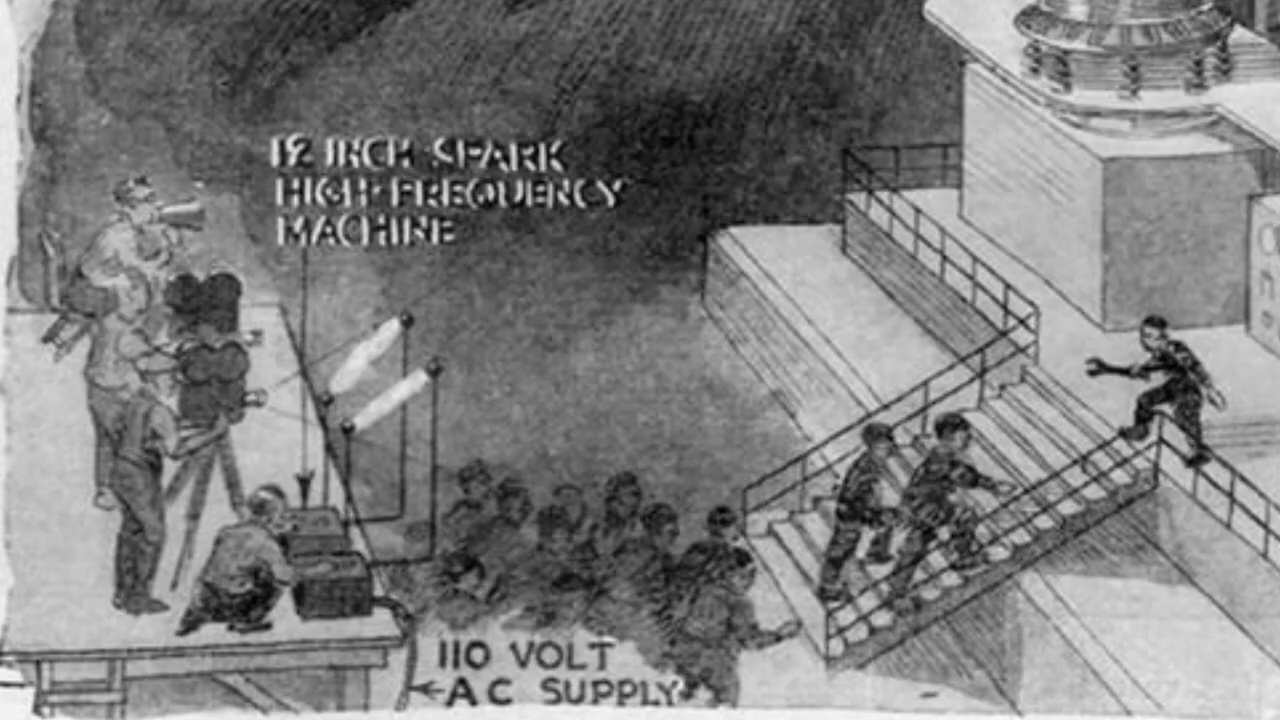 12 INCH SPARK
HIGH-FREQUENCY
MACHINE
110 VOLT
AC SUPPLY